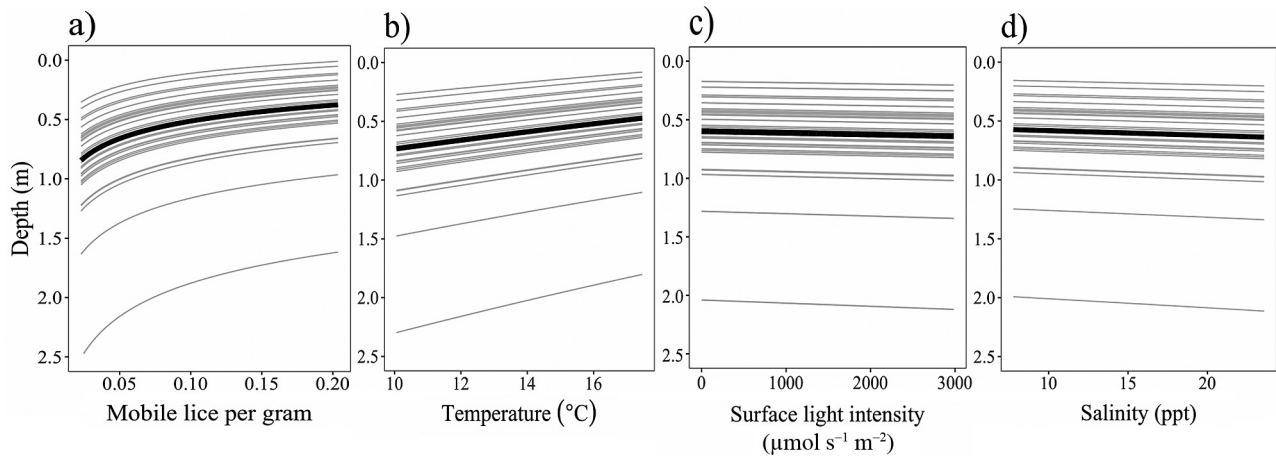 a)
b)
c)
d)
Depth (m)
0.0
0.5
1.0
1.5
2.0
2.5
0.05 0.10 0.15 0.20
Mobile lice per gram
0.0
0.5
1.0
1.5
2.0
2.5
10 12 14 16
Temperature (°C)
0.0
0.5
1.0
1.5
2.0
2.5
0 1000 2000 3000
Surface light intensity
(µmol s⁻¹ m⁻²)
0.0
0.5
1.0
1.5
2.0
2.5
10 15 20
Salinity (ppt)